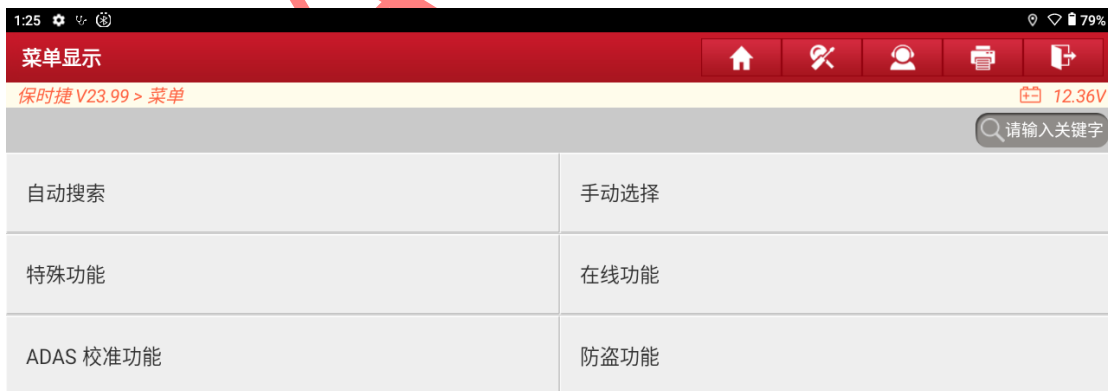 1:25 79%
菜单显示
保时捷 V23.99 > 菜单 12.36V
请输入关键字
自动搜索 手动选择
特殊功能 在线功能
ADAS 校准功能 防盗功能